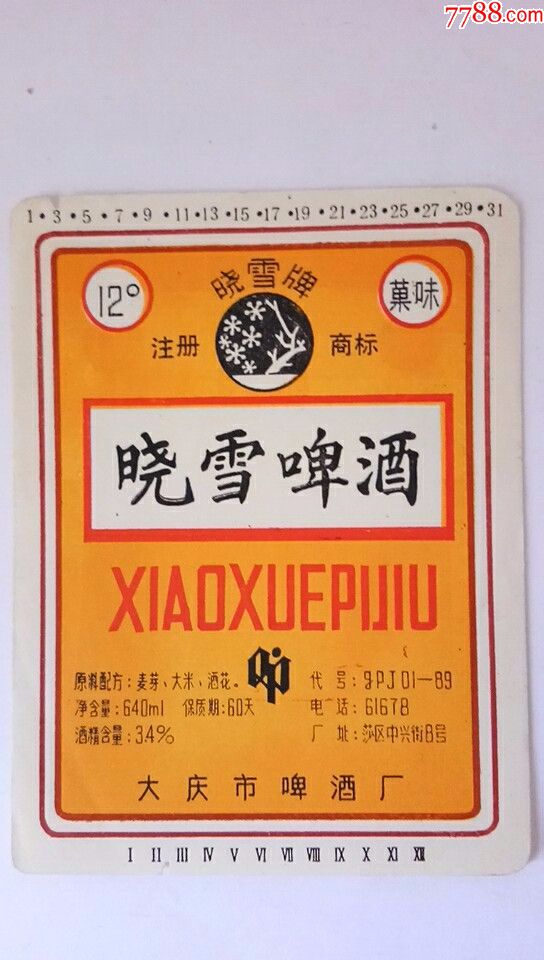 7788.com
1•3•5•7•9•11•13•15•17•19•21•23•25•27•29•31
12° 晓雪牌 菓味
注册 商标
晓雪啤酒
XIAOXUEPIJIU
原料配方:麦芽、大米、酒花。 代号:PJ01—89
净含量:640ml 保质期:60天 电话:61678
酒精含量:3.4% 厂址:莎区中兴街8号
大庆市啤酒厂
I II III IV V VI VII VIII IX X XI XII